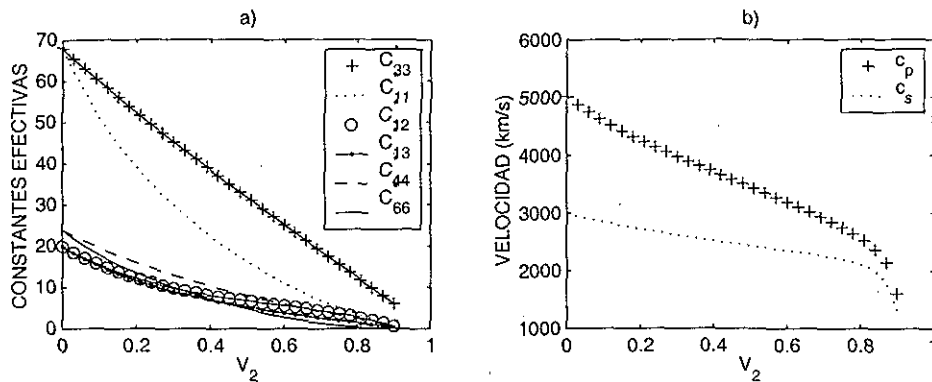 a)
70
60
50
40
30
20
10
0
0 0.2 0.4 0.6 0.8 1
CONSTANTES EFECTIVAS
V2
C33
C11
C12
C13
C44
C66
b)
6000
5000
4000
3000
2000
1000
0 0.2 0.4 0.6 0.8 1
VELOCIDAD (km/s)
V2
cp
cs